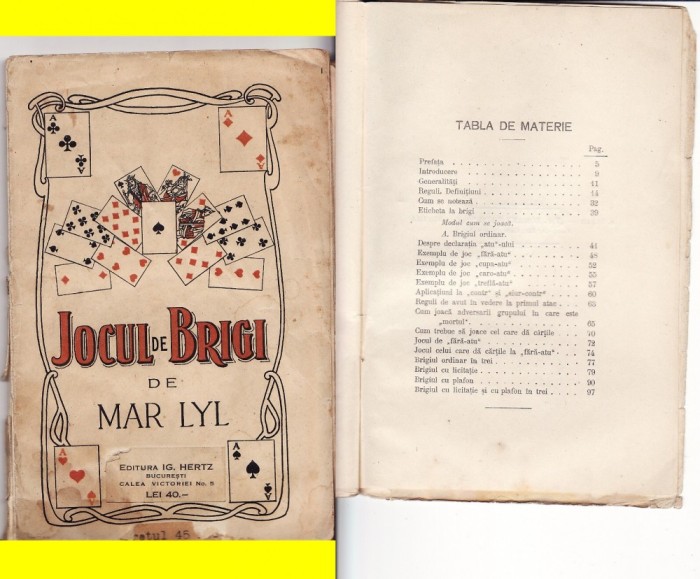 A
A
A
A
JOCUL DE BRIGI
DE
MAR LYL
EDITURA IG. HERTZ
BUCUREȘTI
CALEA VICTORIEI No. 5
LEI 40.—
A
A
A
A
45
TABLA DE MATERIE
Pag.
Prefața . . . 5
Introducere . . . 9
Generalități . . . 11
Reguli. Definițiuni . . . 14
Cum se notează . . . 32
Eticheta la brigi . . . 39
Modul cum se joacă.
A. Brigiul ordinar.
Despre declarația „atu“-ului . . . 41
Exemplu de joc „fără-atu“ . . . 48
Exemplu de joc „cupa-atu“ . . . 52
Exemplu de joc „caro-atu“ . . . 55
Exemplu de joc „treflă-atu“ . . . 57
Aplicațiuni la „contr“ și „siur-contr“ . . . 60
Reguli de avut în vedere la primul atac . . . 65
Cum joacă adversarii grupului în care este
„mortul“ . . . 65
Cum trebue să joace cel care dă cărțile . . . 70
Jocul de „fără-atu“ . . . 72
Jocul celui care dă cărțile la „fără-atu“ . . . 74
Brigiul ordinar în trei . . . 77
Brigiul cu licitație . . . 79
Brigiul cu plafon . . . 90
Brigiul cu licitație și cu plafon în trei . . . 97